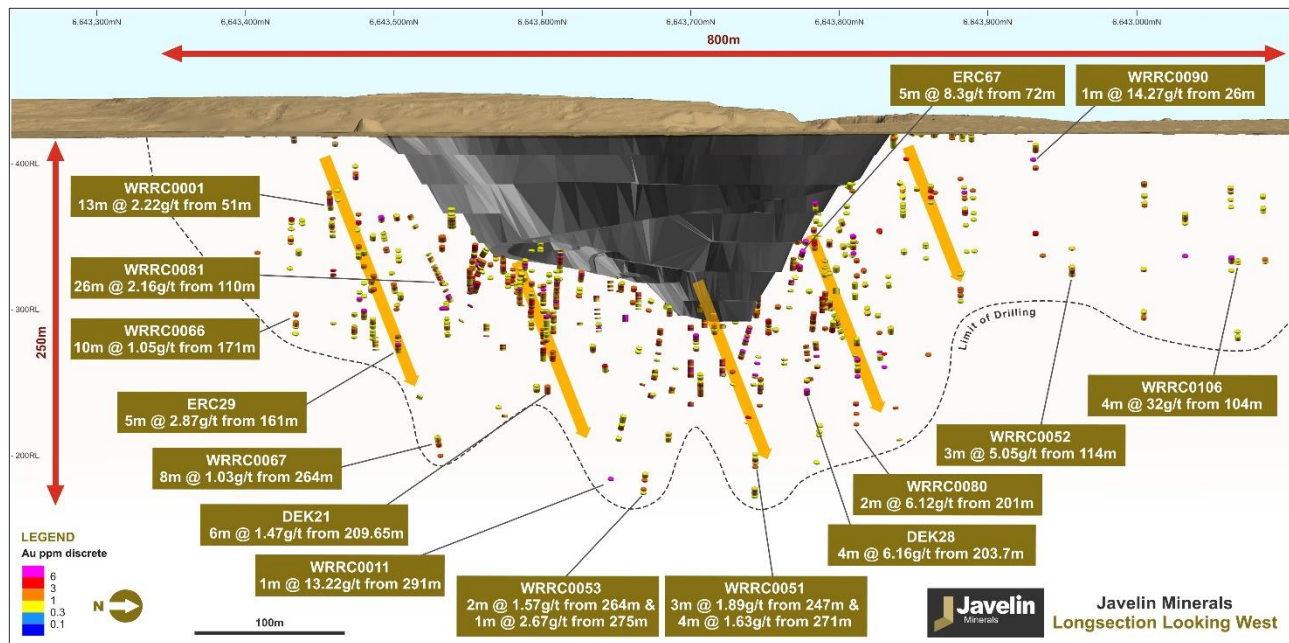 6,643,300mN
6,643,400mN
6,643,500mN
6,643,600mN
6,643,700mN
6,643,800mN
6,643,900mN
6,643,000mN
800m
ERC67
5m @ 8.3g/t from 72m
WRRC0090
1m @ 14.27g/t from 26m
400RL
300RL
200RL
250m
WRRC0001
13m @ 2.22g/t from 51m
WRRC0081
26m @ 2.16g/t from 110m
WRRC0066
10m @ 1.05g/t from 171m
ERC29
5m @ 2.87g/t from 161m
WRRC0067
8m @ 1.03g/t from 264m
DEK21
6m @ 1.47g/t from 209.65m
WRRC0011
1m @ 13.22g/t from 291m
WRRC0053
2m @ 1.57g/t from 264m &
1m @ 2.67g/t from 275m
WRRC0051
3m @ 1.89g/t from 247m &
4m @ 1.63g/t from 271m
DEK28
4m @ 6.16g/t from 203.7m
WRRC0080
2m @ 6.12g/t from 201m
WRRC0052
3m @ 5.05g/t from 114m
WRRC0106
4m @ 32g/t from 104m
Limit of Drilling
LEGEND
Au ppm discrete
6
3
1
0.3
0.1
N
100m
Javelin
Minerals
Javelin Minerals
Longsection Looking West